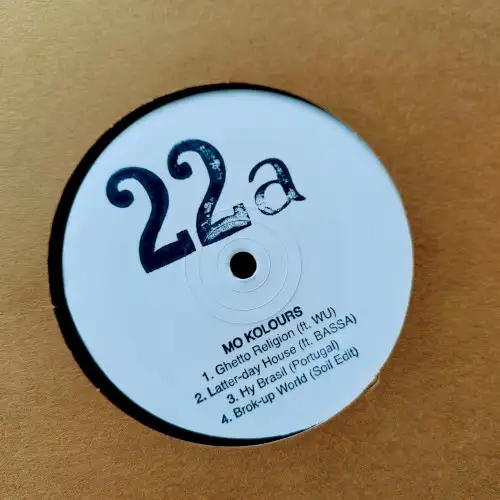 22a
MO KOLOURS
1. Ghetto Religion (ft. WU)
2. Latter-day House (ft. BASSA)
3. Hy Brasil (Portugal)
4. Brok-up World (Soil Edit)